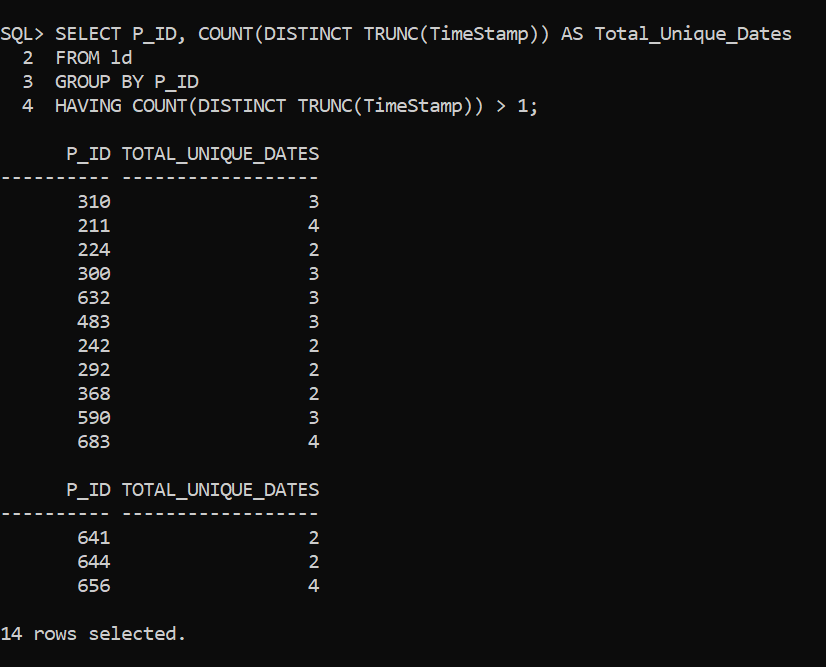 SQL> SELECT P_ID, COUNT(DISTINCT TRUNC(TimeStamp)) AS Total_Unique_Dates
  2  FROM ld
  3  GROUP BY P_ID
  4  HAVING COUNT(DISTINCT TRUNC(TimeStamp)) > 1;

      P_ID TOTAL_UNIQUE_DATES
---------- ------------------
       310                  3
       211                  4
       224                  2
       300                  3
       632                  3
       483                  3
       242                  2
       292                  2
       368                  2
       590                  3
       683                  4

      P_ID TOTAL_UNIQUE_DATES
---------- ------------------
       641                  2
       644                  2
       656                  4

14 rows selected.